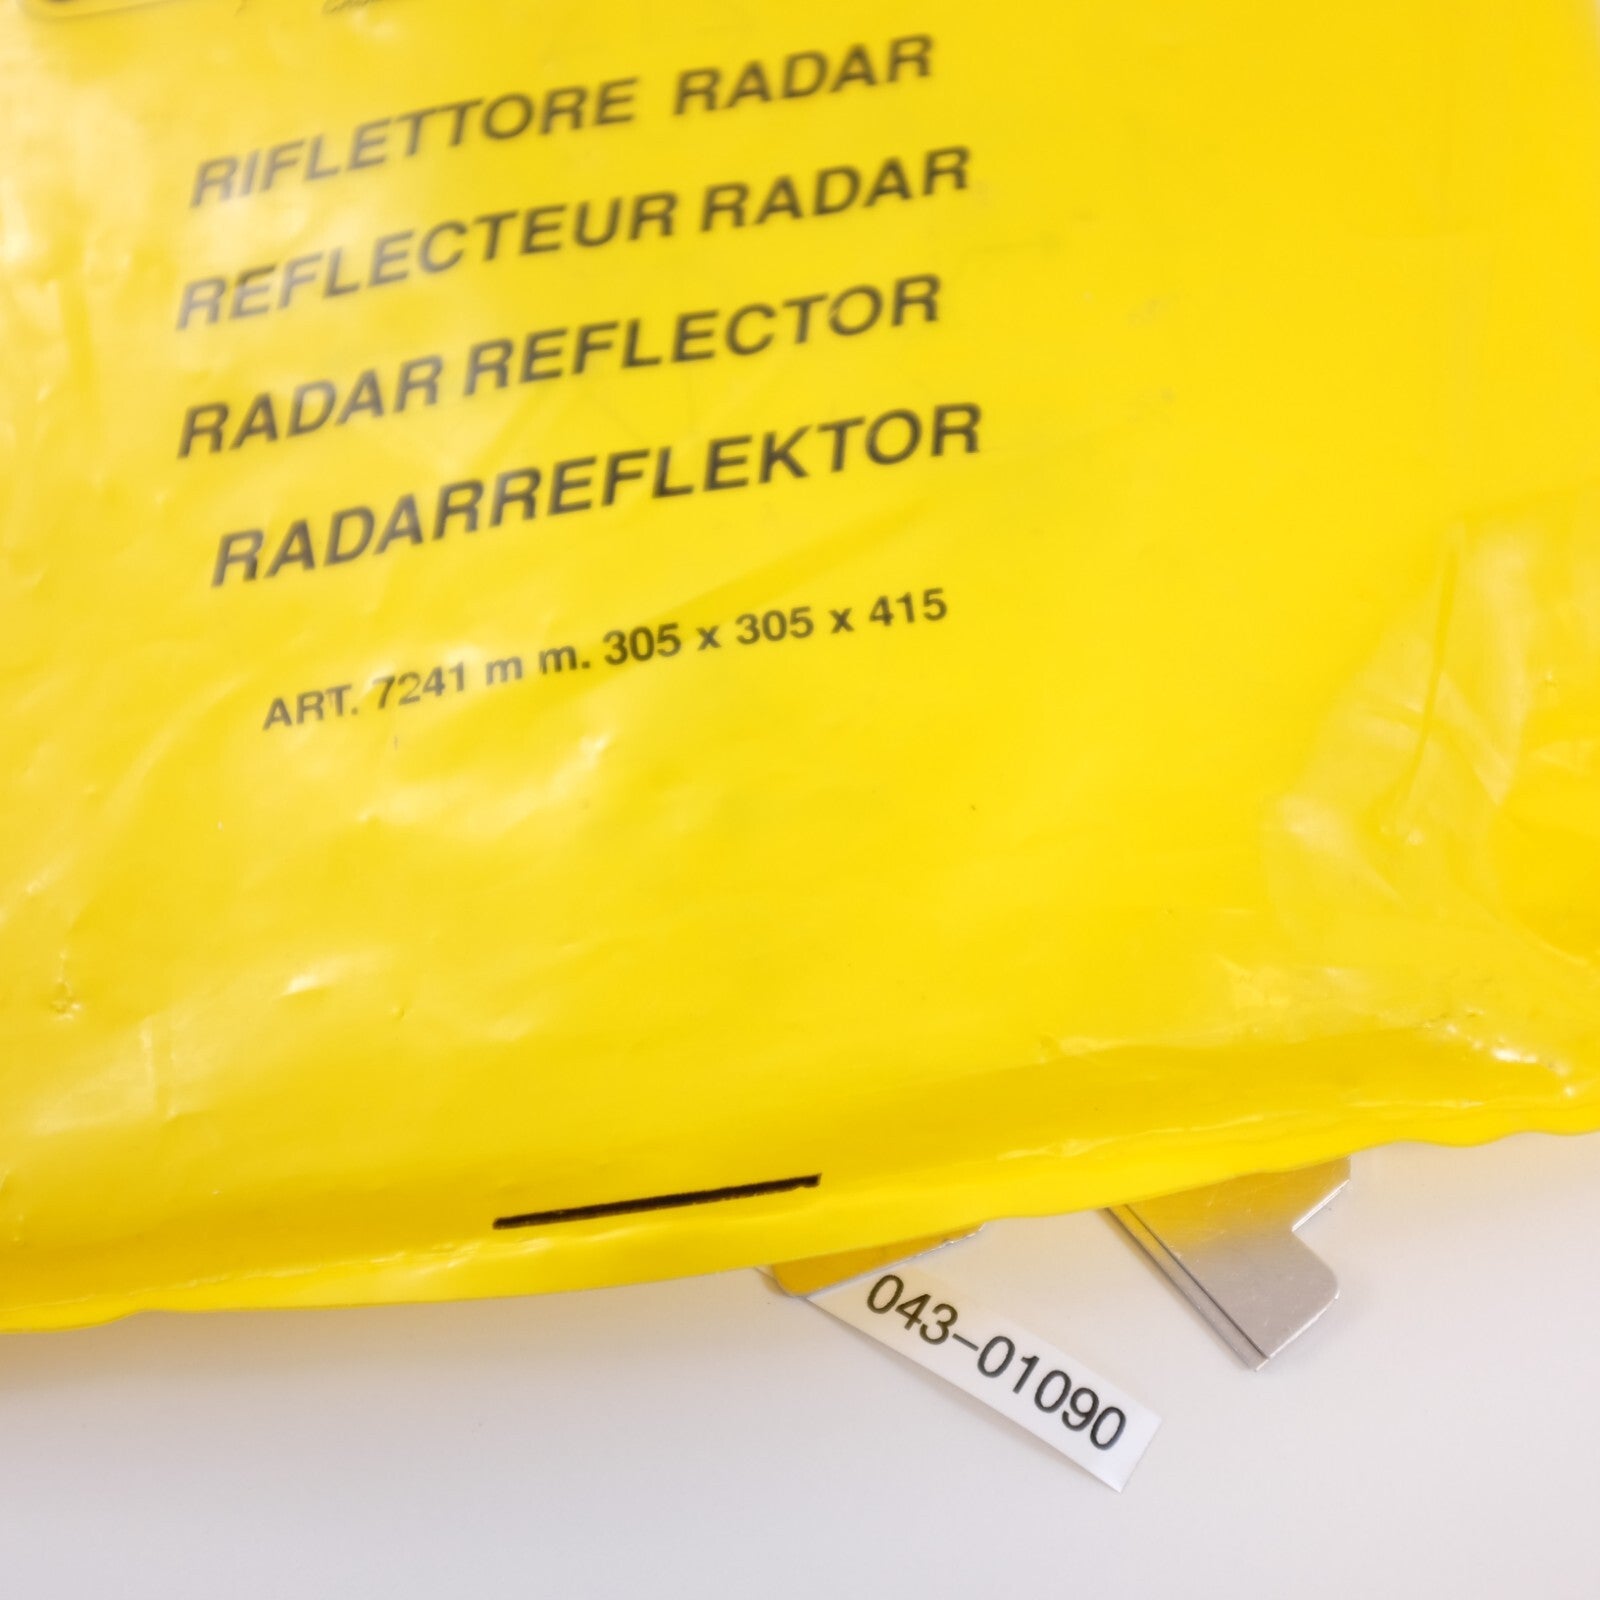 RIFLETTORE RADAR
REFLECTEUR RADAR
RADAR REFLECTOR
RADARREFLEKTOR
ART. 7241 m m. 305 x 305 x 415
043-01090